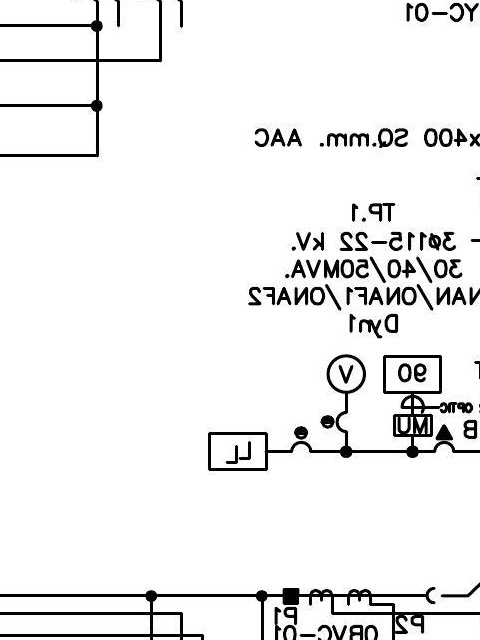 YC-01
x400 SQ.mm. AAC
TP.1
- 3ø115-22 kV.
30/40/50MVA.
NAN/ONAF1/ONAF2
Dyn1
90
V
OPTIC
MU
B
LL
P2
P1
0BVC-01